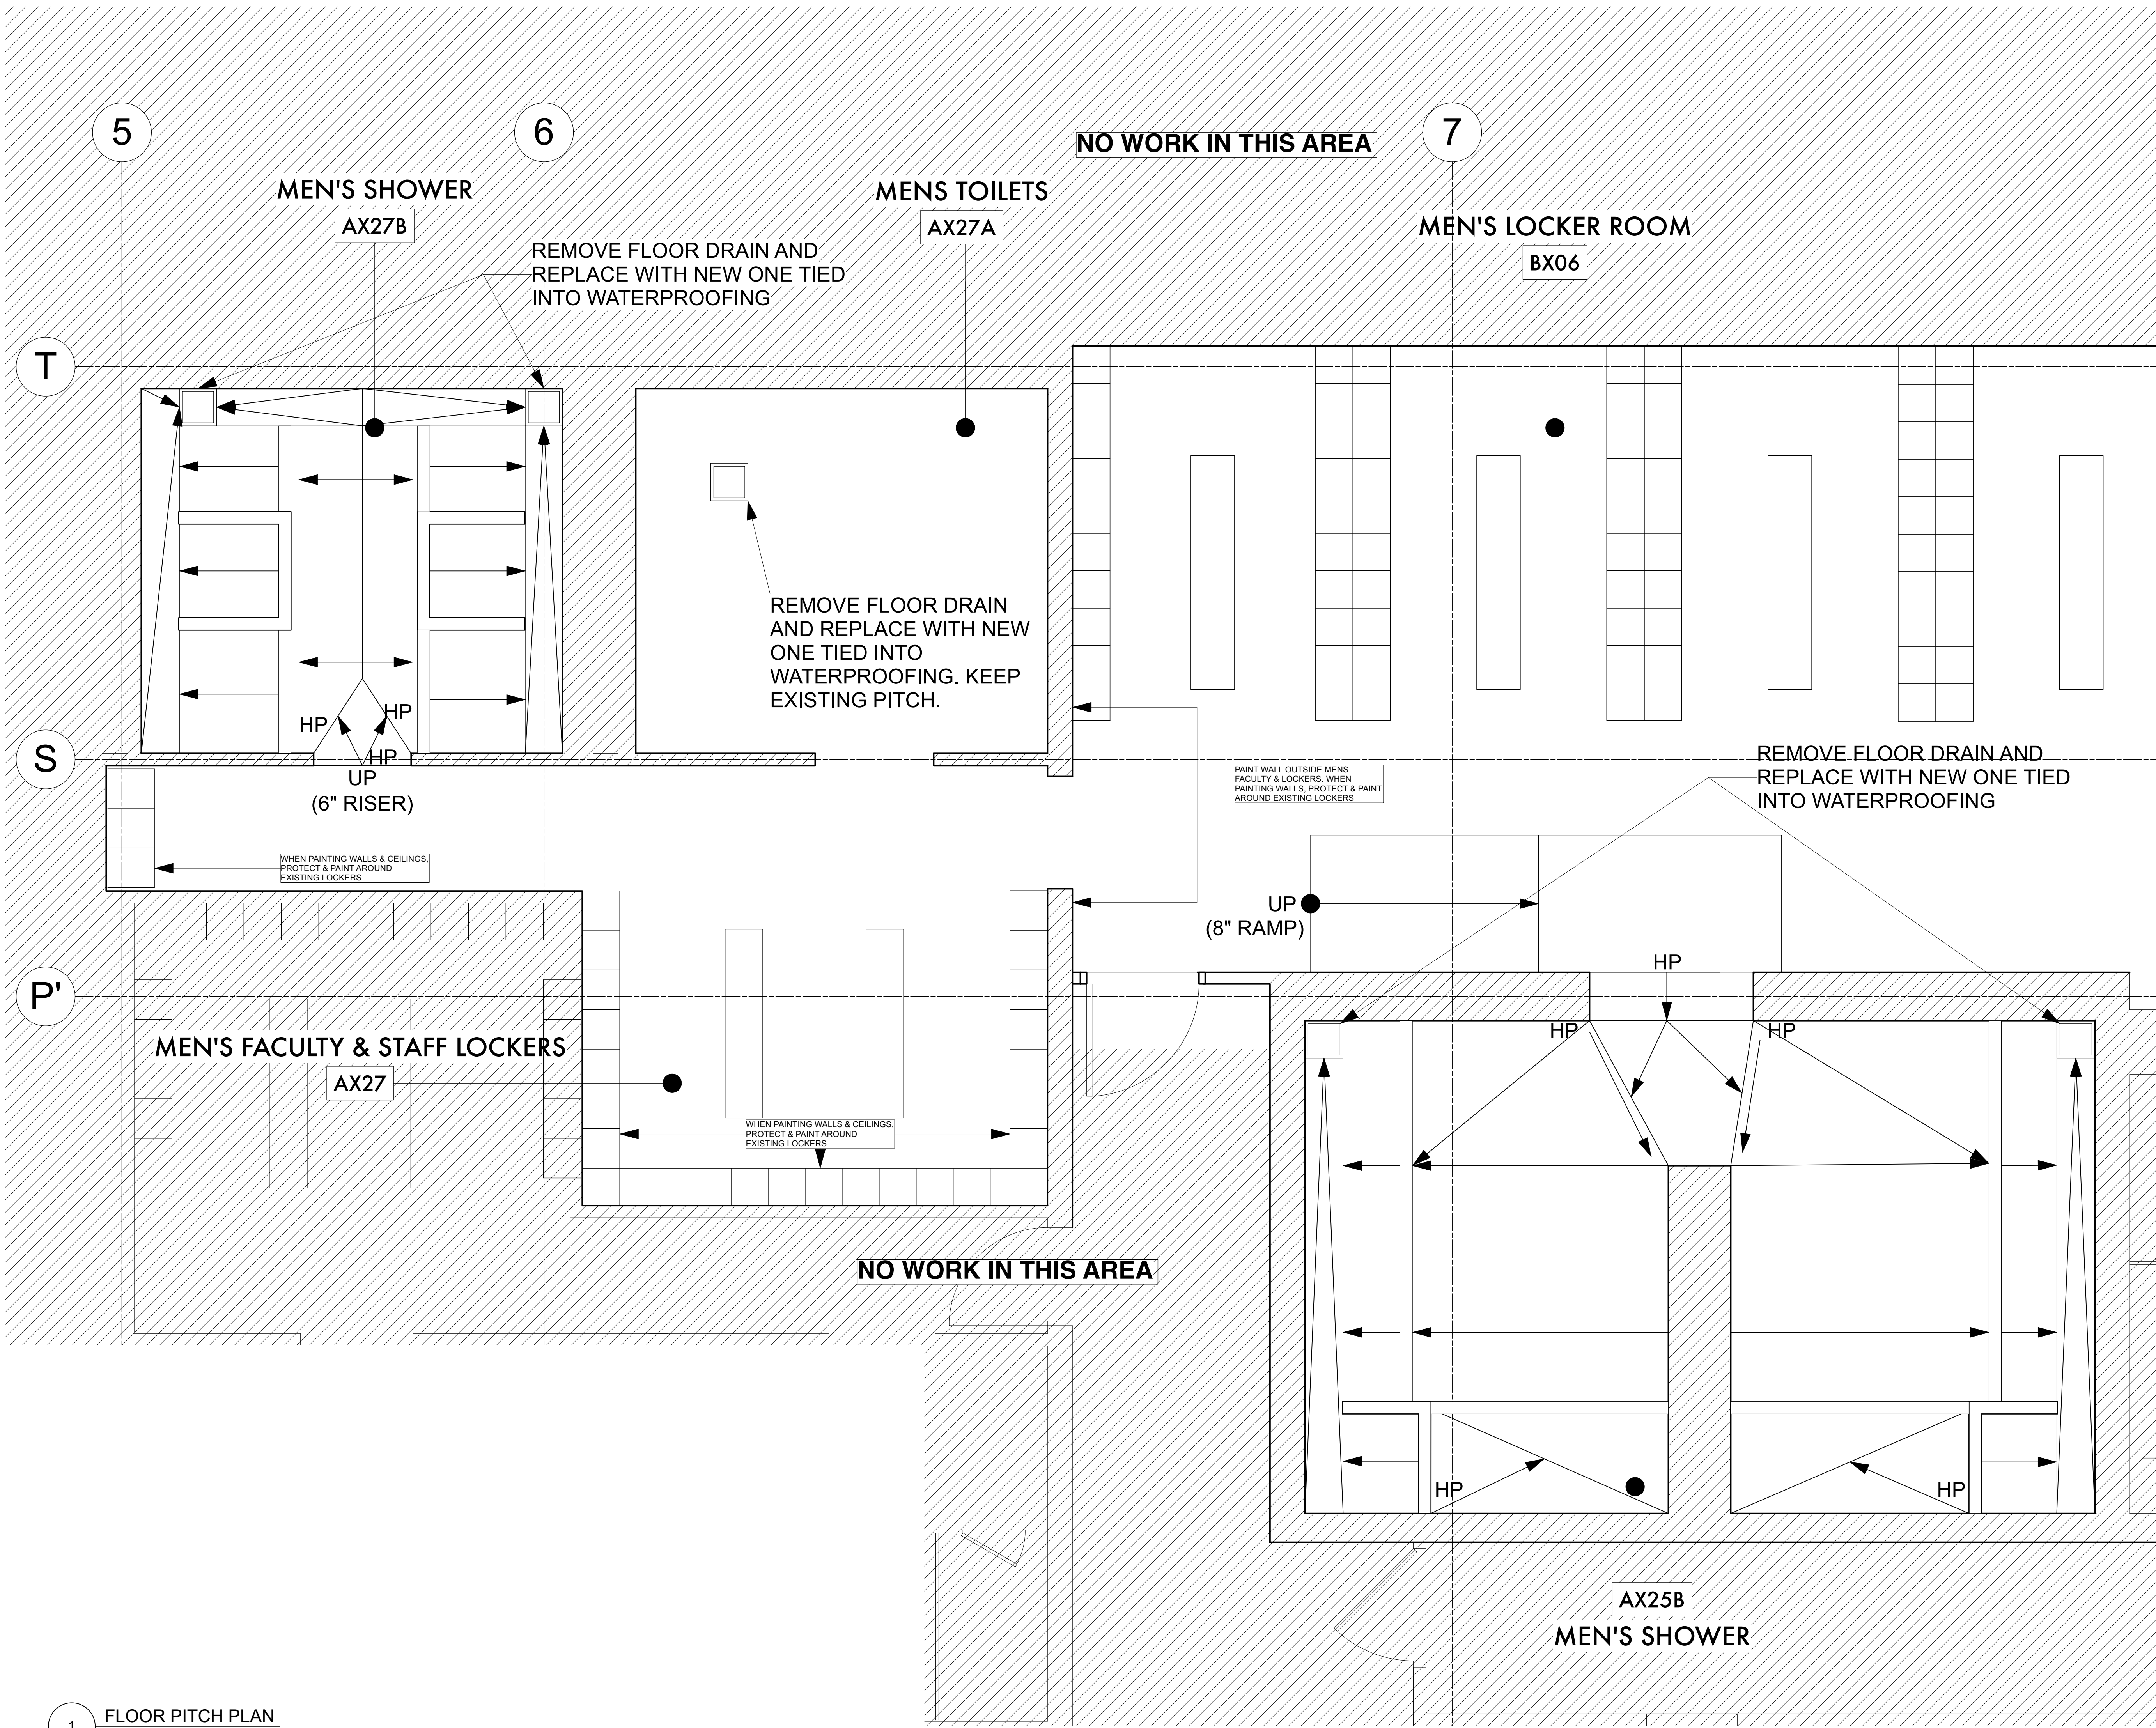 5
6
7
NO WORK IN THIS AREA
MEN'S SHOWER
AX27B
MENS TOILETS
AX27A
MEN'S LOCKER ROOM
BX06
REMOVE FLOOR DRAIN AND
REPLACE WITH NEW ONE TIED
INTO WATERPROOFING
T
REMOVE FLOOR DRAIN
AND REPLACE WITH NEW
ONE TIED INTO
WATERPROOFING. KEEP
EXISTING PITCH.
HP
HP
HP
S
UP
(6" RISER)
PAINT WALL OUTSIDE MENS
FACULTY & LOCKERS. WHEN
PAINTING WALLS, PROTECT & PAINT
AROUND EXISTING LOCKERS
REMOVE FLOOR DRAIN AND
REPLACE WITH NEW ONE TIED
INTO WATERPROOFING
WHEN PAINTING WALLS & CEILINGS,
PROTECT & PAINT AROUND
EXISTING LOCKERS
UP
(8" RAMP)
HP
P'
HP
HP
MEN'S FACULTY & STAFF LOCKERS
AX27
WHEN PAINTING WALLS & CEILINGS,
PROTECT & PAINT AROUND
EXISTING LOCKERS
NO WORK IN THIS AREA
HP
HP
AX25B
MEN'S SHOWER
1
FLOOR PITCH PLAN